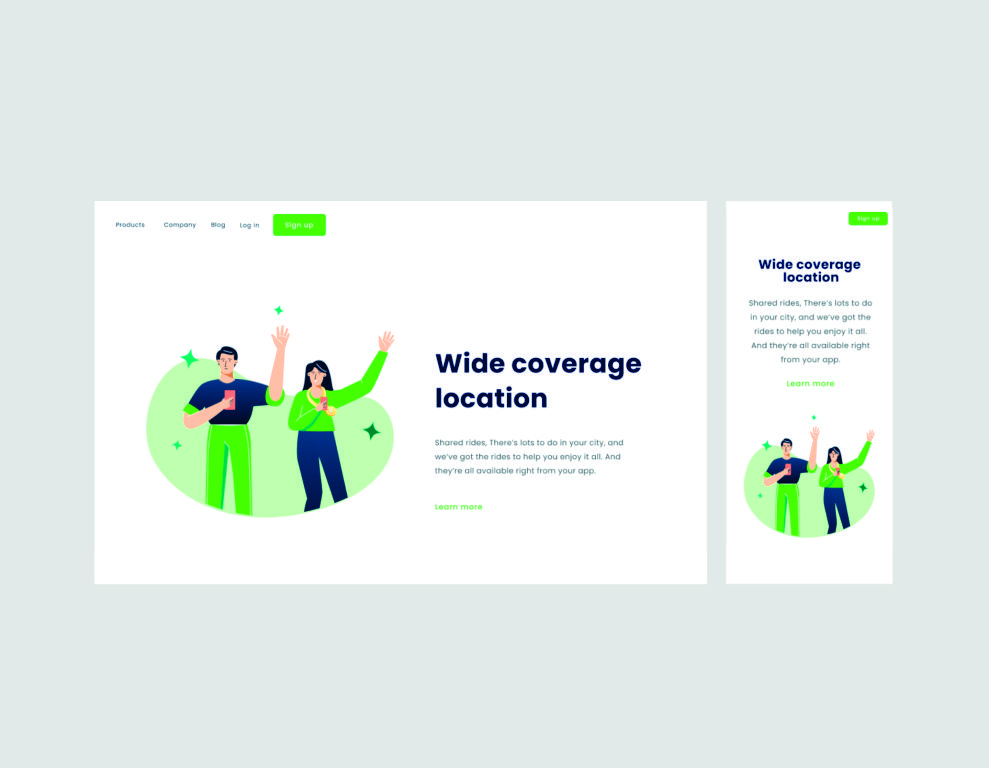 Products Company Blog Log in Sign up
Wide coverage
location
Shared rides, There's lots to do in your city, and
we've got the rides to help you enjoy it all. And
they're all available right from your app.
Learn more
Sign up
Wide coverage
location
Shared rides, There's lots to do
in your city, and we've got the
rides to help you enjoy it all.
And they're all available right
from your app.
Learn more